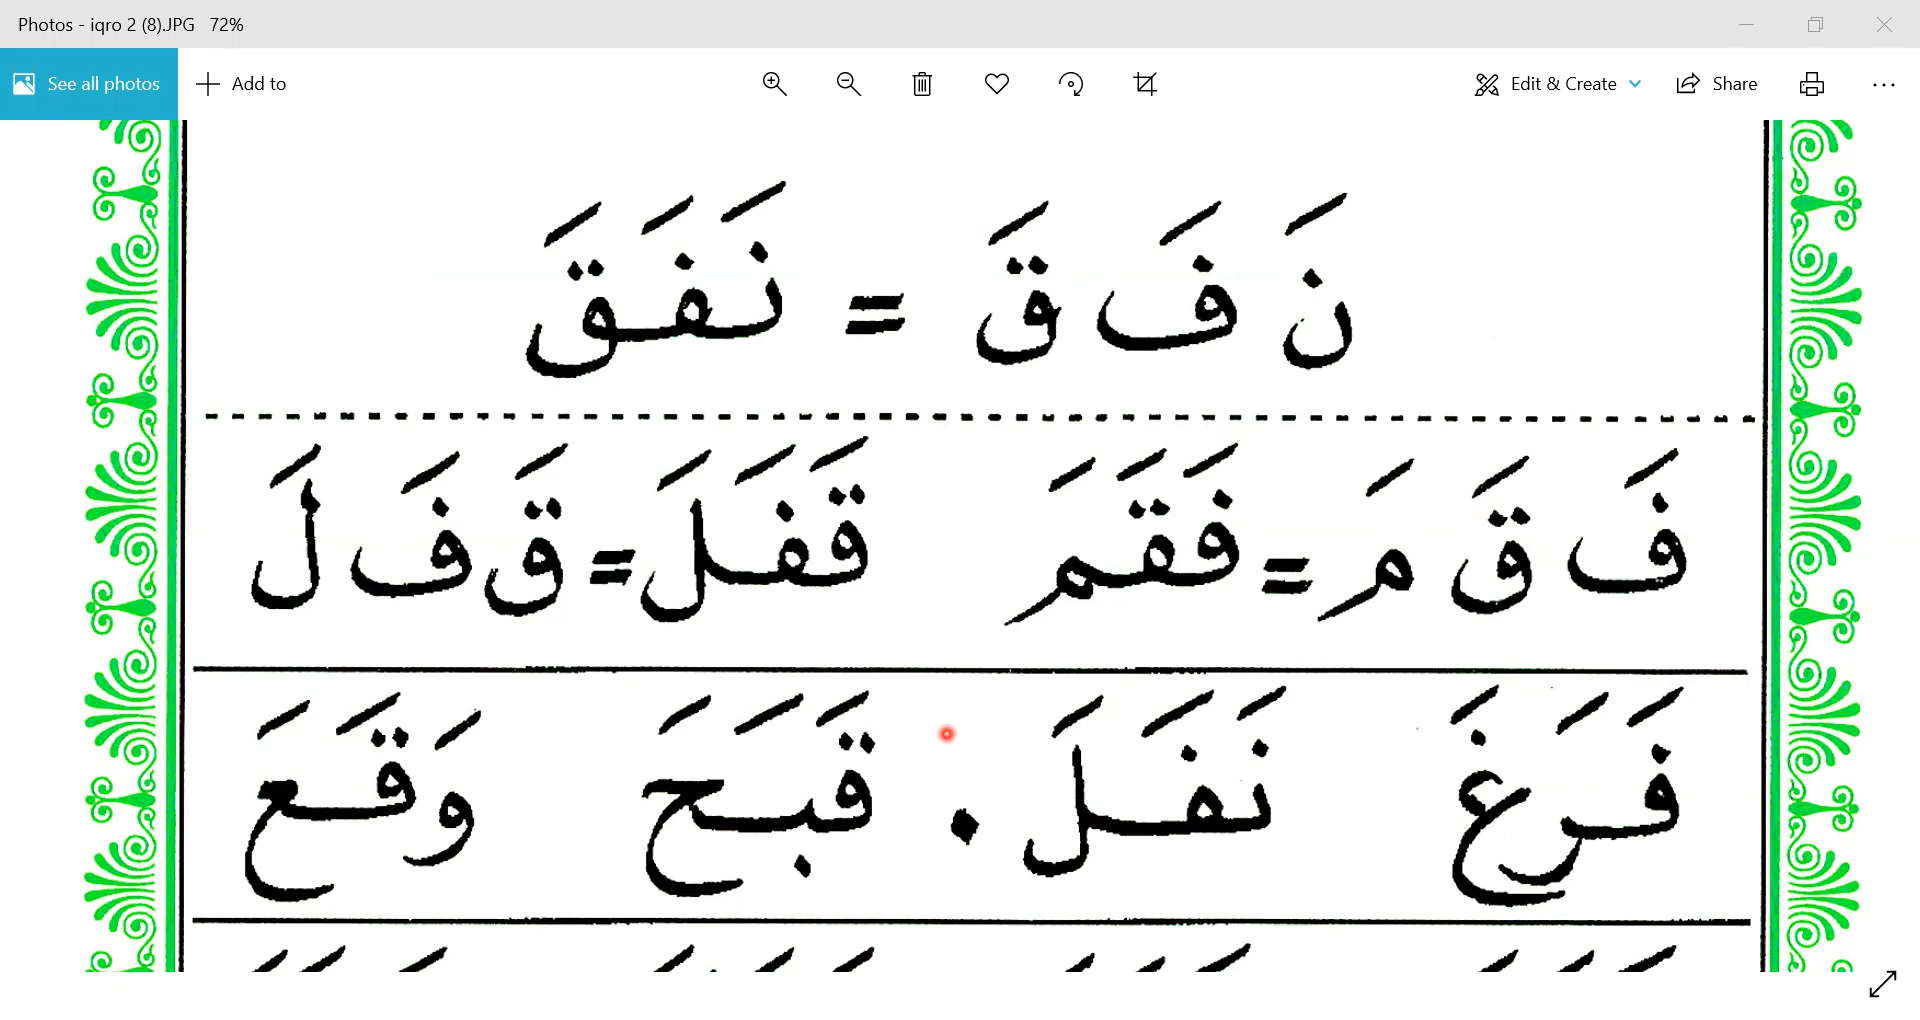 Photos - iqro 2 (8).JPG 72%
See all photos Add to Edit & Create Share
نَ فَ قَ = نَفَقَ
فَ قَ مَ = فَقَمَ قَفَلَ = قَ فَ لَ
فَرَغَ نَفَلَ . قَبَحَ وَقَعَ